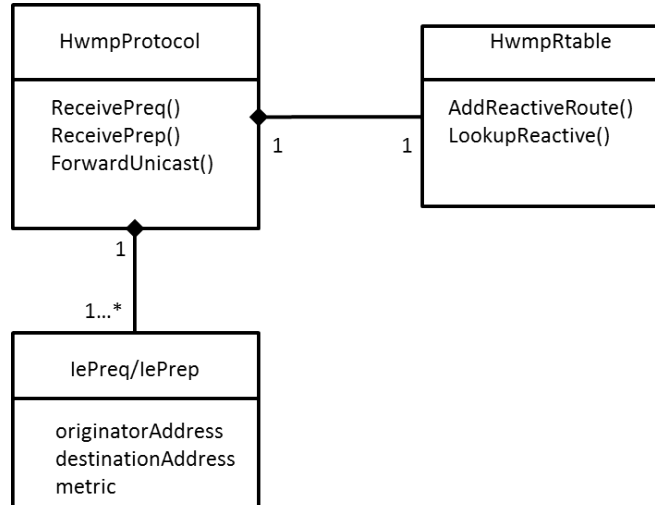 HwmpProtocol
ReceivePreq()
ReceivePrep()
ForwardUnicast()
HwmpRtable
AddReactiveRoute()
LookupReactive()
1
1
1
1...*
IePreq/IePrep
originatorAddress
destinationAddress
metric